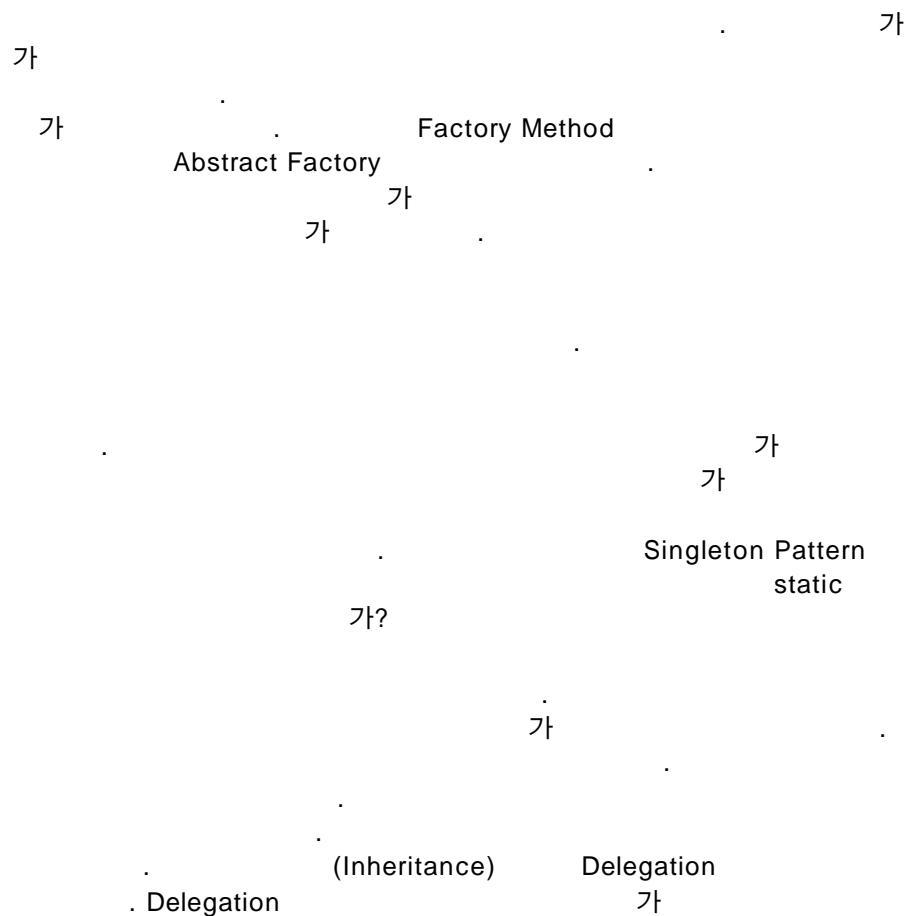 . 가
가
.
가 . Factory Method
Abstract Factory .
가
가 .
.
. 가
가
. Singleton Pattern
static
가?
.
가 .
.
.
.
. (Inheritance) Delegation
. Delegation 가